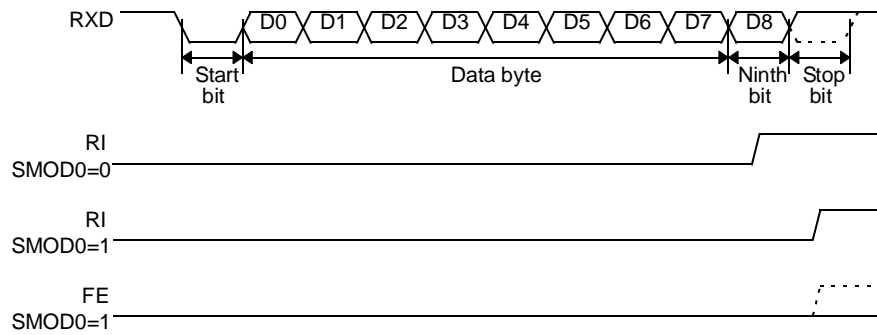 RXD
D0 D1 D2 D3 D4 D5 D6 D7 D8
Start bit
Data byte
Ninth bit
Stop bit
RI
SMOD0=0
RI
SMOD0=1
FE
SMOD0=1